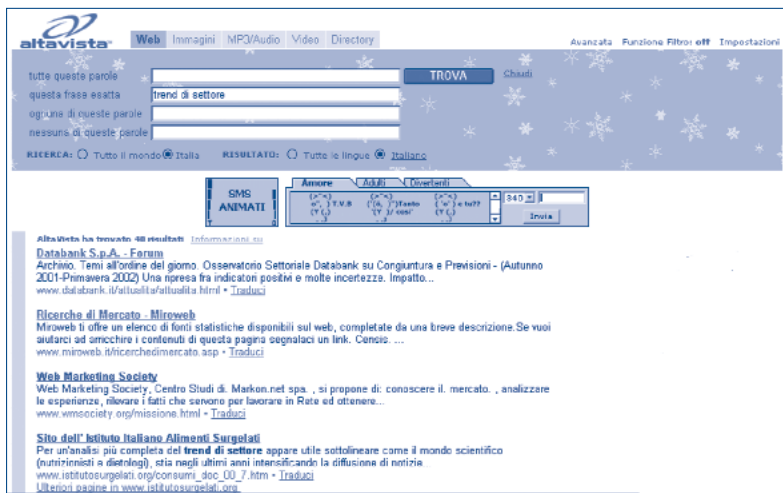 altavista Web Immagini MP3/Audio Video Directory Avanzata Funzione Filtro: off Impostazioni
tutte queste parole TROVA Chiudi
questa frase esatta trend di settore
ognuna di queste parole
nessuna di queste parole
RICERCA: Tutto il mondo Italia RISULTATO: Tutte le lingue Italiano
SMS ANIMATI
Amore Adulti Divertenti
340
Invia
AltaVista ha trovato 40 risultati Informazioni su
Databank S.p.A. - Forum
Archivio. Temi all'ordine del giorno. Osservatorio Settoriale Databank su Congiuntura e Previsioni - (Autunno
2001-Primavera 2002) Una ripresa fra indicatori positivi e molte incertezze. Impatto...
www.databank.it/attualita/attualita.html • Traduci
Ricerche di Mercato - Miroweb
Miroweb ti offre un elenco di fonti statistiche disponibili sul web, completate da una breve descrizione.Se vuoi
aiutarci ad arricchire i contenuti di questa pagina segnalaci un link. Censis. ...
www.miroweb.it/ricerchedimercato.asp • Traduci
Web Marketing Society
Web Marketing Society, Centro Studi di. Markon.net spa. , si propone di: conoscere il. mercato. , analizzare
le esperienze, rilevare i fatti che servono per lavorare in Rete ed ottenere...
www.wmsociety.org/missione.html • Traduci
Sito dell' Istituto Italiano Alimenti Surgelati
Per un'analisi più completa del trend di settore appare utile sottolineare come il mondo scientifico
(nutrizionisti e dietologi), stia negli ultimi anni intensificando la diffusione di notizie...
www.istitutosurgelati.org/consumi_doc_00_7.htm • Traduci
Ulteriori pagine in www.istitutosurgelati.org